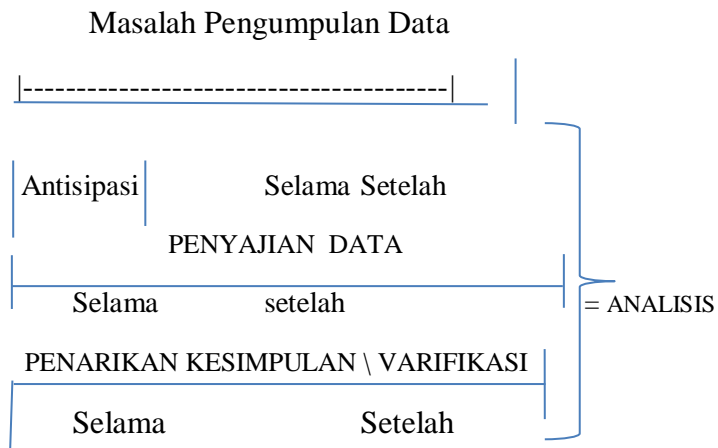 Masalah Pengumpulan Data
|----------------------------------------|
Antisipasi Selama Setelah
PENYAJIAN DATA
Selama setelah
= ANALISIS
PENARIKAN KESIMPULAN \ VARIFIKASI
Selama Setelah